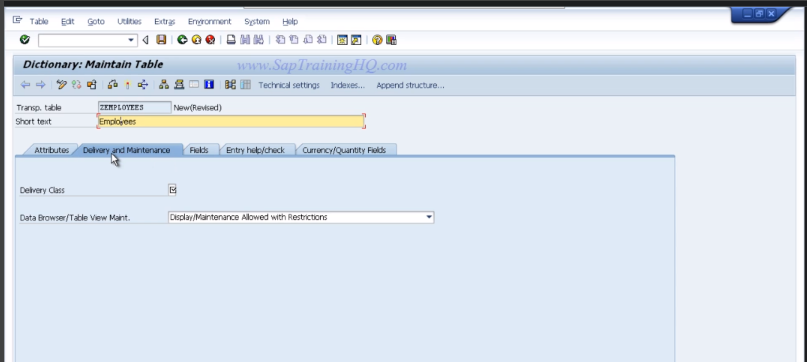 Table Edit Goto Utilities Extras Environment System Help
Dictionary: Maintain Table
www.SapTrainingHQ.com
Technical settings Indexes... Append structure...
Transp. table ZEMPLOYEES New(Revised)
Short text Employees
Attributes Delivery and Maintenance Fields Entry help/check Currency/Quantity Fields
Delivery Class
Data Browser/Table View Maint. Display/Maintenance Allowed with Restrictions